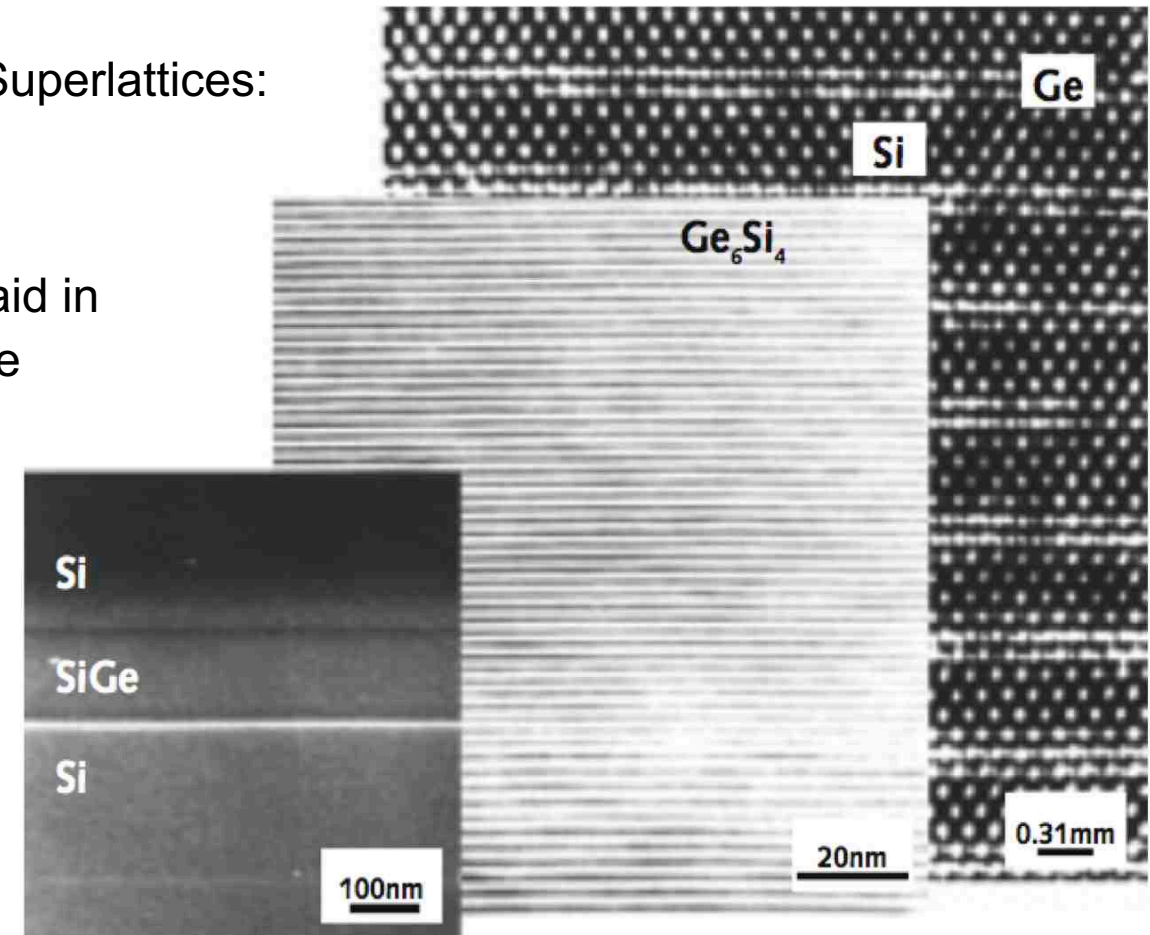 Superlattices:
Ge
Si
Ge₆Si₄
aid in
e
Si
SiGe
Si
100nm
20nm
0.31mm